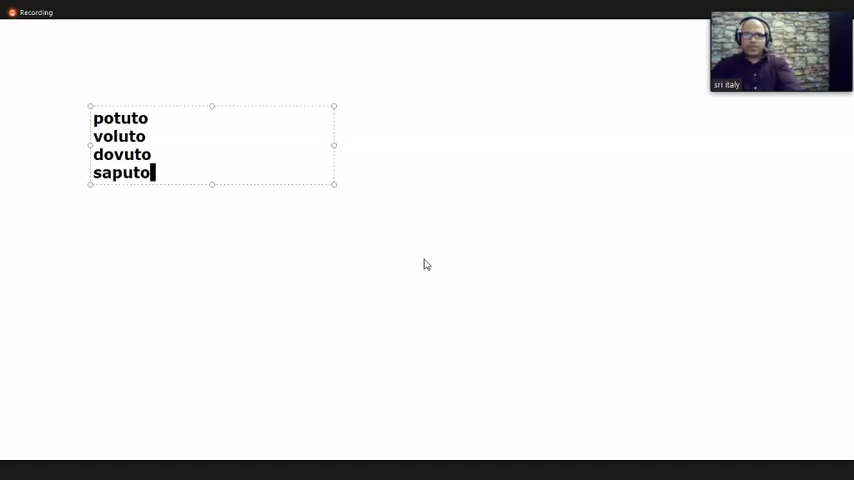 Recording
sri italy
potuto
voluto
dovuto
saputo